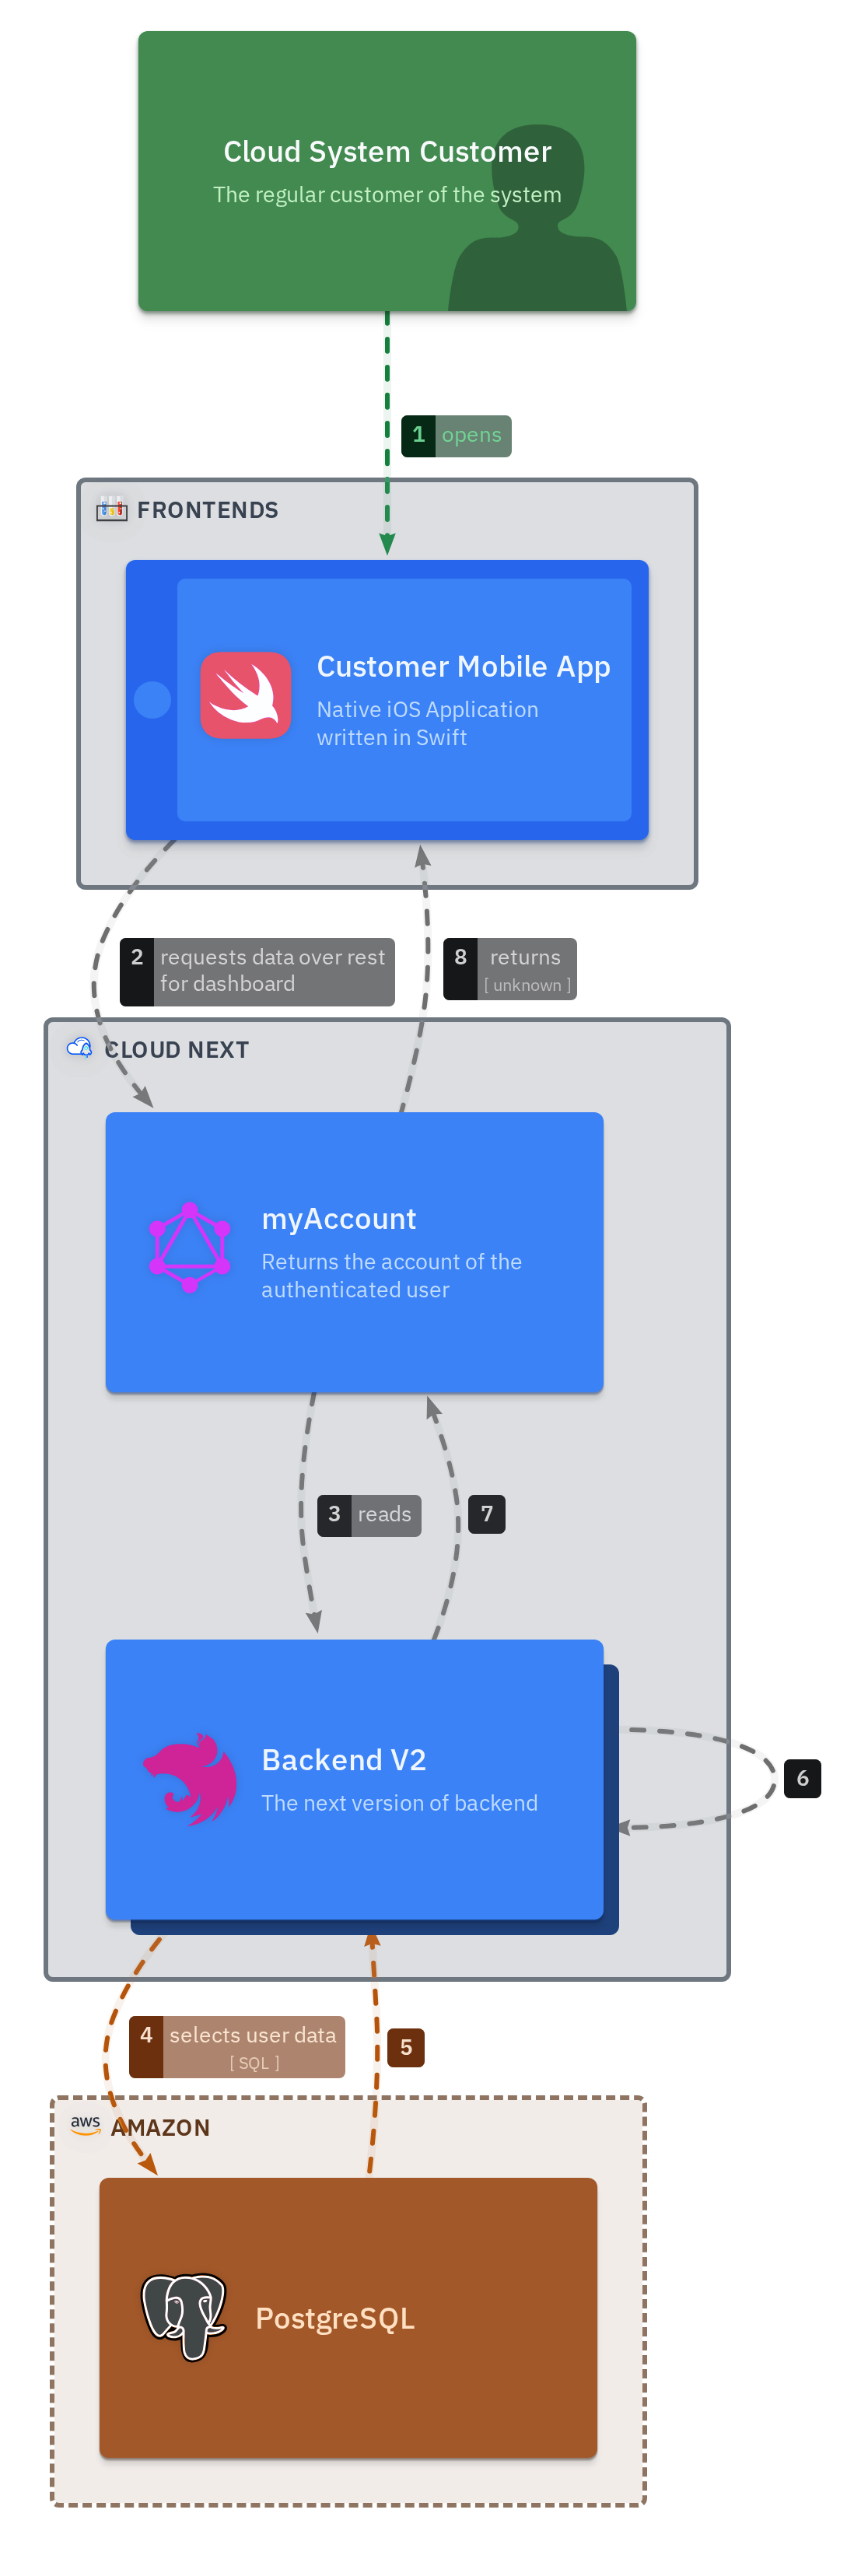 Cloud System Customer
The regular customer of the system
1 opens
FRONTENDS
Customer Mobile App
Native iOS Application
written in Swift
2 requests data over rest
for dashboard
8 returns
[ unknown ]
CLOUD NEXT
myAccount
Returns the account of the
authenticated user
3 reads
7
Backend V2
The next version of backend
6
4 selects user data
[ SQL ]
5
aws AMAZON
PostgreSQL